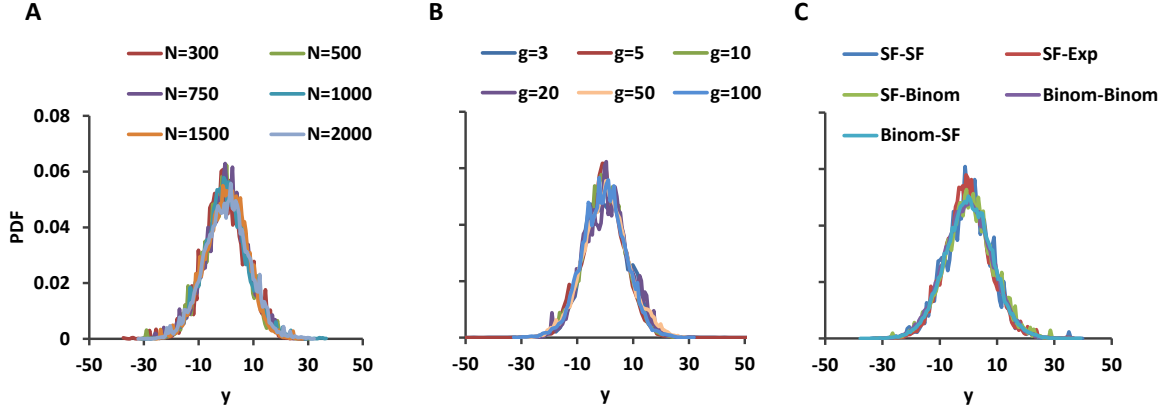 A
B
C
N=300 N=500
N=750 N=1000
N=1500 N=2000
g=3 g=5 g=10
g=20 g=50 g=100
SF-SF SF-Exp
SF-Binom Binom-Binom
Binom-SF
PDF
0.08
0.06
0.04
0.02
0
-50 -30 -10 10 30 50
-50 -30 -10 10 30 50
-50 -30 -10 10 30 50
y
y
y